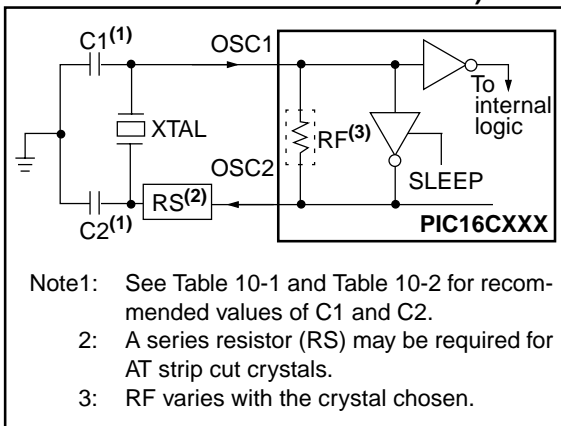 C1(1)
OSC1
To
internal
logic
XTAL
RF(3)
OSC2
SLEEP
RS(2)
C2(1)
PIC16CXXX
Note1: See Table 10-1 and Table 10-2 for recom-
mended values of C1 and C2.
2: A series resistor (RS) may be required for
AT strip cut crystals.
3: RF varies with the crystal chosen.